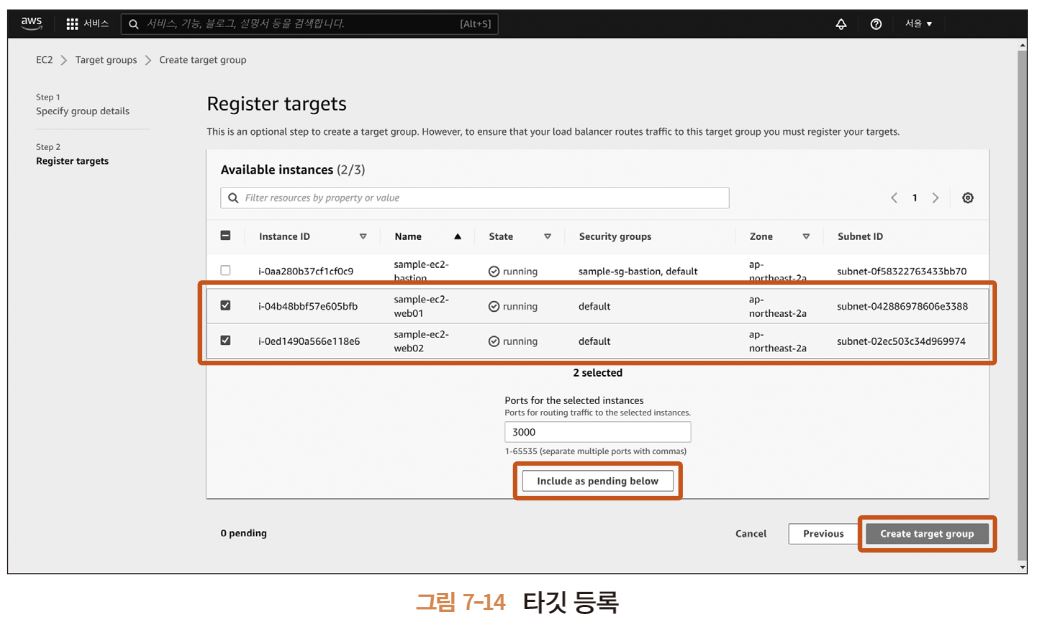 aws 서비스 서비스, 기능, 블로그, 설명서 등을 검색합니다. [Alt+S] 서울 ▼
EC2 > Target groups > Create target group
Step 1
Specify group details
Step 2
Register targets
Register targets
This is an optional step to create a target group. However, to ensure that your load balancer routes traffic to this target group you must register your targets.
Available instances (2/3)
Filter resources by property or value
1
Instance ID Name State Security groups Zone Subnet ID
i-0aa280b37cf1cf0c9 sample-ec2-bastion running sample-sg-bastion, default ap-northeast-2a subnet-0f58322763433bb70
i-04b48bbf57e605bfb sample-ec2-web01 running default ap-northeast-2a subnet-042886978606e3388
i-0ed1490a566e118e6 sample-ec2-web02 running default ap-northeast-2a subnet-02ec503c34d969974
2 selected
Ports for the selected instances
Ports for routing traffic to the selected instances.
3000
1-65535 (separate multiple ports with commas)
Include as pending below
0 pending
Cancel Previous Create target group
그림 7-14 타깃 등록